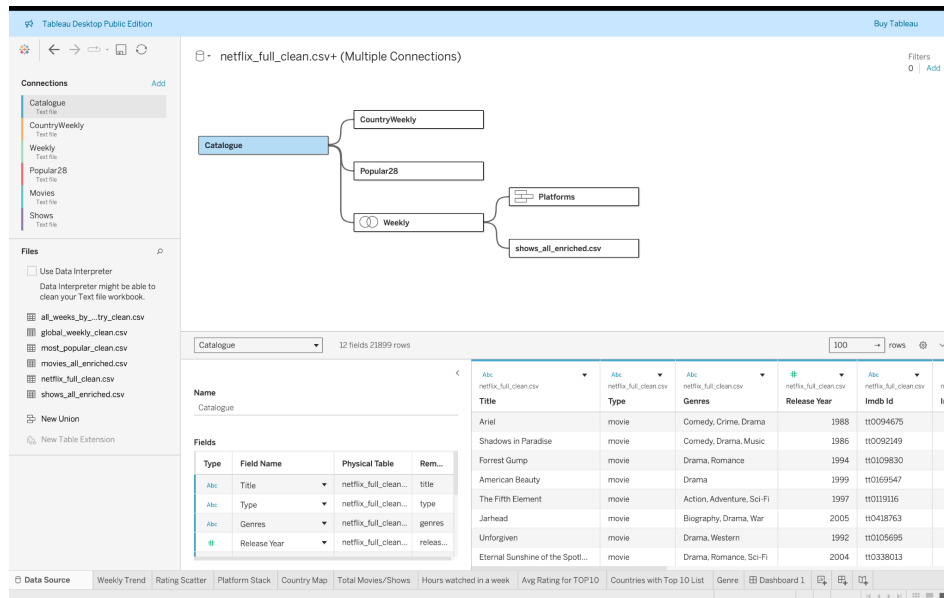 Tableau Desktop Public Edition
Buy Tableau
netflix_full_clean.csv+ (Multiple Connections)
Filters
0 | Add
Connections
Add
Catalogue
Text file
CountryWeekly
Text file
Weekly
Text file
Popular28
Text file
Movies
Text file
Shows
Text file
Files
Use Data Interpreter
Data Interpreter might be able to
clean your Text file workbook.
all_weeks_by_...try_clean.csv
global_weekly_clean.csv
most_popular_clean.csv
movies_all_enriched.csv
netflix_full_clean.csv
shows_all_enriched.csv
New Union
New Table Extension
Catalogue
CountryWeekly
Popular28
Weekly
Platforms
shows_all_enriched.csv
Catalogue
12 fields 21899 rows
100
rows
Name
Catalogue
Fields
Type Field Name Physical Table Rem...
Abc Title netflix_full_clean... title
Abc Type netflix_full_clean... type
Abc Genres netflix_full_clean... genres
# Release Year netflix_full_clean... releas...
Abc Abc Abc # Abc
netflix_full_clean.csv netflix_full_clean.csv netflix_full_clean.csv netflix_full_clean.csv netflix_full_clean.csv
Title Type Genres Release Year Imdb Id
Ariel movie Comedy, Crime, Drama 1988 tt0094675
Shadows in Paradise movie Comedy, Drama, Music 1986 tt0092149
Forrest Gump movie Drama, Romance 1994 tt0109830
American Beauty movie Drama 1999 tt0169547
The Fifth Element movie Action, Adventure, Sci-Fi 1997 tt0119116
Jarhead movie Biography, Drama, War 2005 tt0418763
Unforgiven movie Drama, Western 1992 tt0105695
Eternal Sunshine of the Spotl... movie Drama, Romance, Sci-Fi 2004 tt0338013
Data Source Weekly Trend Rating Scatter Platform Stack Country Map Total Movies/Shows Hours watched in a week Avg Rating for TOP10 Countries with Top 10 List Genre Dashboard 1